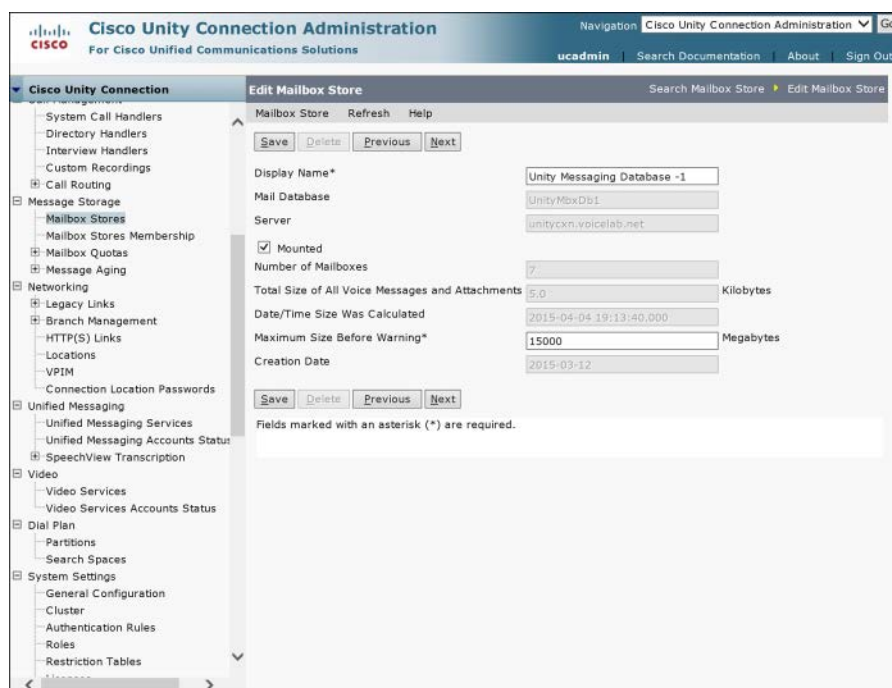 Cisco Unity Connection Administration
For Cisco Unified Communications Solutions
CISCO
Navigation Cisco Unity Connection Administration
ucadmin | Search Documentation | About | Sign Out
Cisco Unity Connection
System Call Handlers
Directory Handlers
Interview Handlers
Custom Recordings
Call Routing
Message Storage
Mailbox Stores
Mailbox Stores Membership
Mailbox Quotas
Message Aging
Networking
Legacy Links
Branch Management
HTTP(S) Links
Locations
VPIM
Connection Location Passwords
Unified Messaging
Unified Messaging Services
Unified Messaging Accounts Status
SpeechView Transcription
Video
Video Services
Video Services Accounts Status
Dial Plan
Partitions
Search Spaces
System Settings
General Configuration
Cluster
Authentication Rules
Roles
Restriction Tables
Edit Mailbox Store
Search Mailbox Store Edit Mailbox Store
Mailbox Store Refresh Help
Save Delete Previous Next
Display Name* Unity Messaging Database -1
Mail Database UnityMbxDb1
Server unitycxn.voicelab.net
Mounted
Number of Mailboxes 7
Total Size of All Voice Messages and Attachments 5.0 Kilobytes
Date/Time Size Was Calculated 2015-04-04 19:13:40.000
Maximum Size Before Warning* 15000 Megabytes
Creation Date 2015-03-12
Save Delete Previous Next
Fields marked with an asterisk (*) are required.